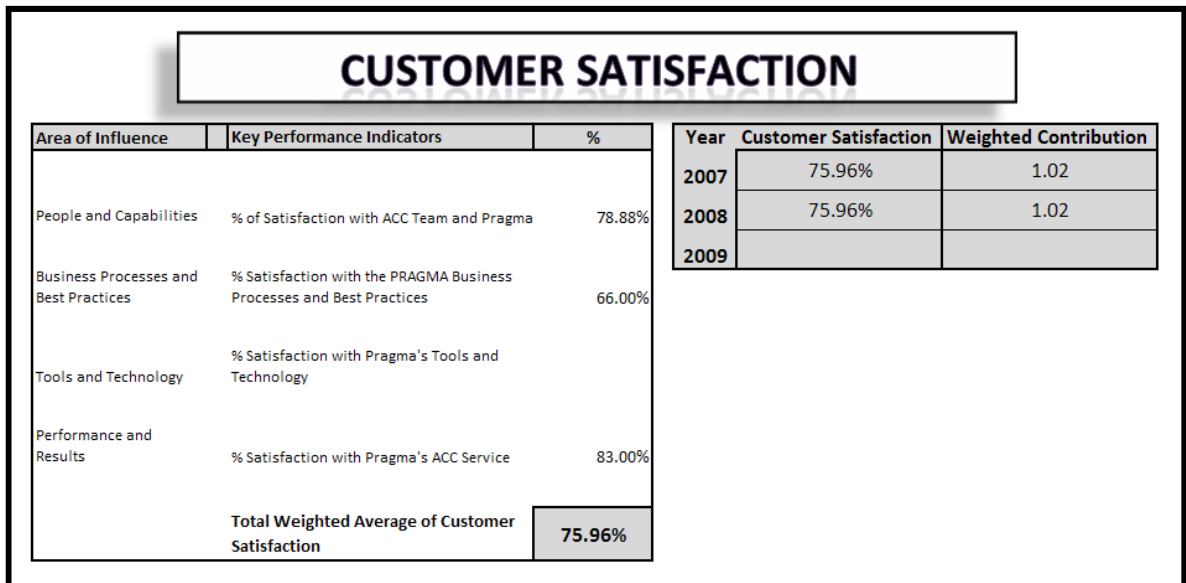 CUSTOMER SATISFACTION
Area of Influence Key Performance Indicators %
People and Capabilities % of Satisfaction with ACC Team and Pragma 78.88%
Business Processes and % Satisfaction with the PRAGMA Business
Best Practices Processes and Best Practices 66.00%
% Satisfaction with Pragma's Tools and
Tools and Technology Technology
Performance and
Results % Satisfaction with Pragma's ACC Service 83.00%
Total Weighted Average of Customer
Satisfaction 75.96%
Year Customer Satisfaction Weighted Contribution
2007 75.96% 1.02
2008 75.96% 1.02
2009